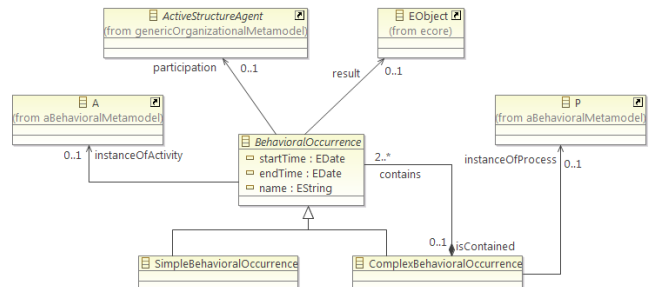 ActiveStructureAgent
(from genericOrganizationalMetamodel)
EObject
(from ecore)
participation
0..1
result
0..1
A
(from aBehavioralMetamodel)
P
(from aBehavioralMetamodel)
0..1
instanceOfActivity
BehavioralOccurrence
startTime : EDate
endTime : EDate
name : EString
2..*
contains
instanceOfProcess
0..1
0..1
isContained
SimpleBehavioralOccurrence
ComplexBehavioralOccurrence